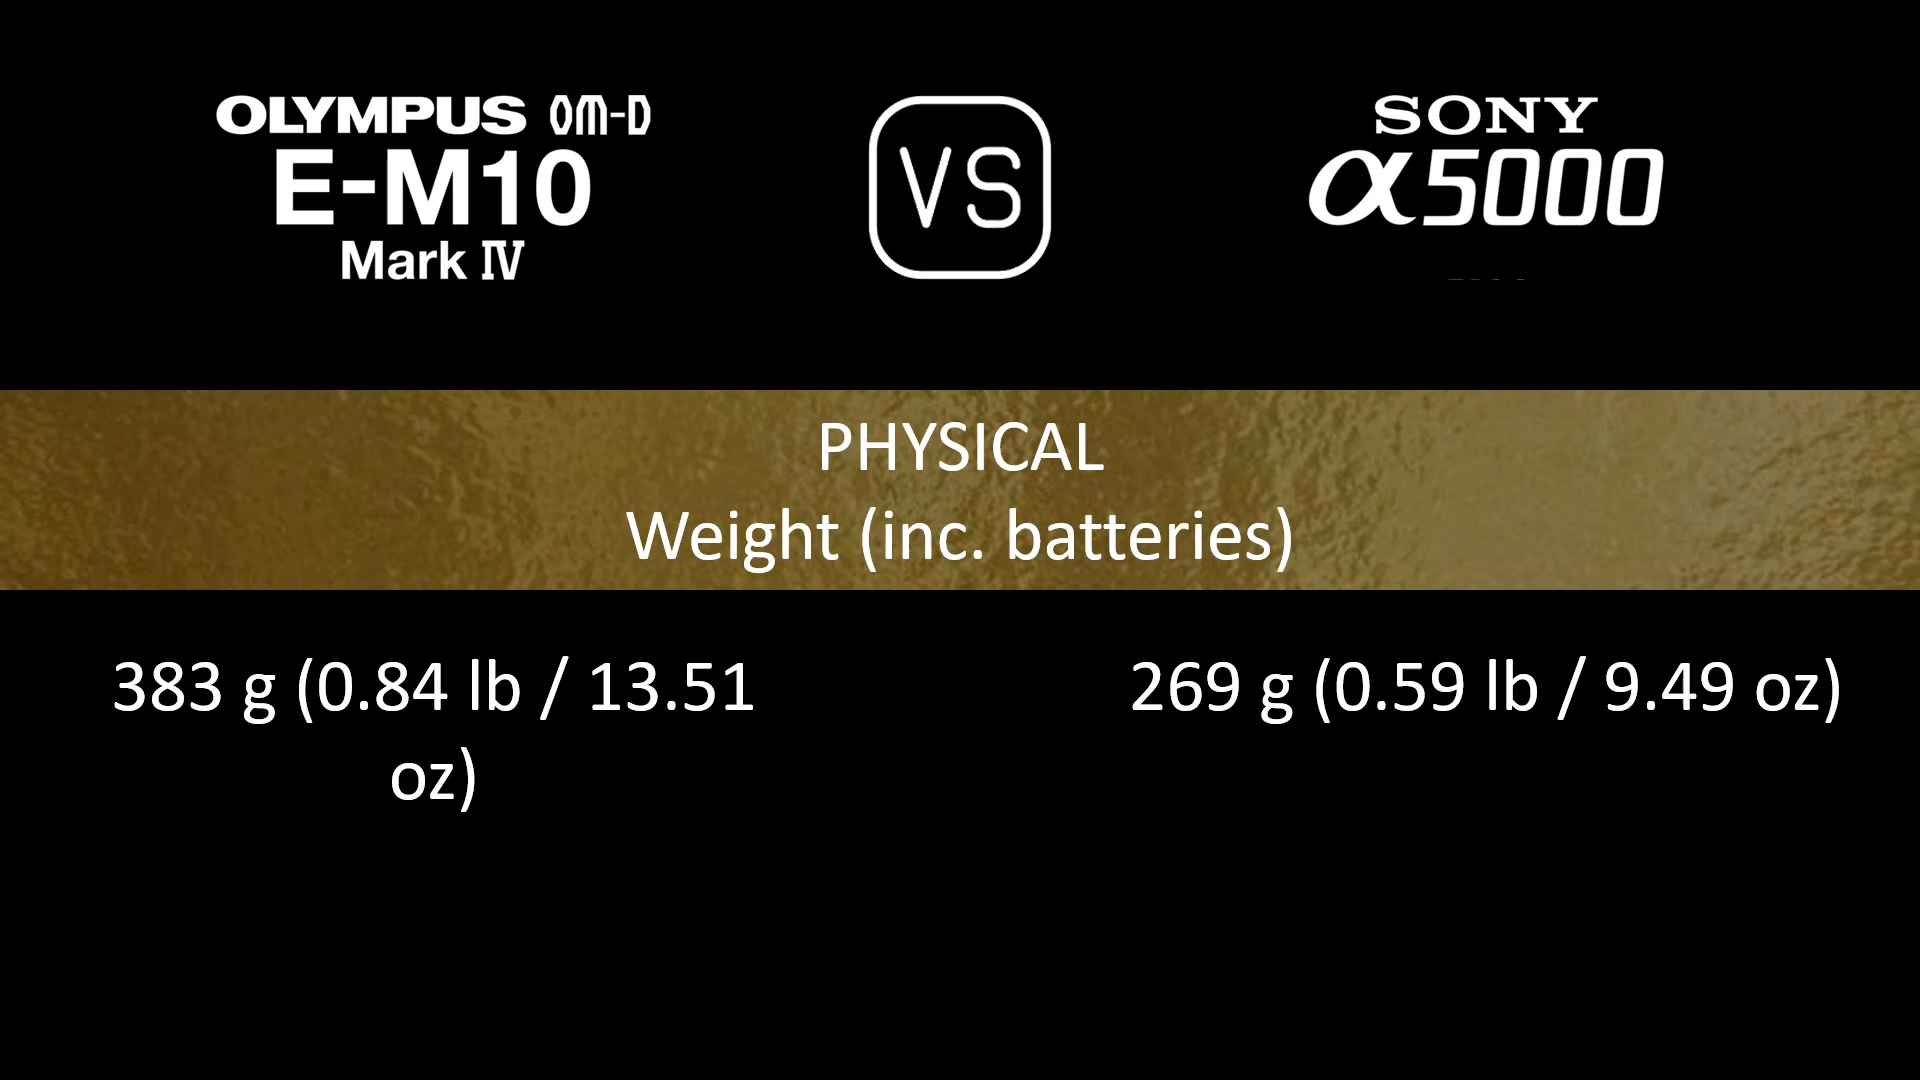 OLYMPUS OM-D
E-M10
Mark IV
VS
SONY
α5000
PHYSICAL
Weight (inc. batteries)
383 g (0.84 lb / 13.51
oz)
269 g (0.59 lb / 9.49 oz)